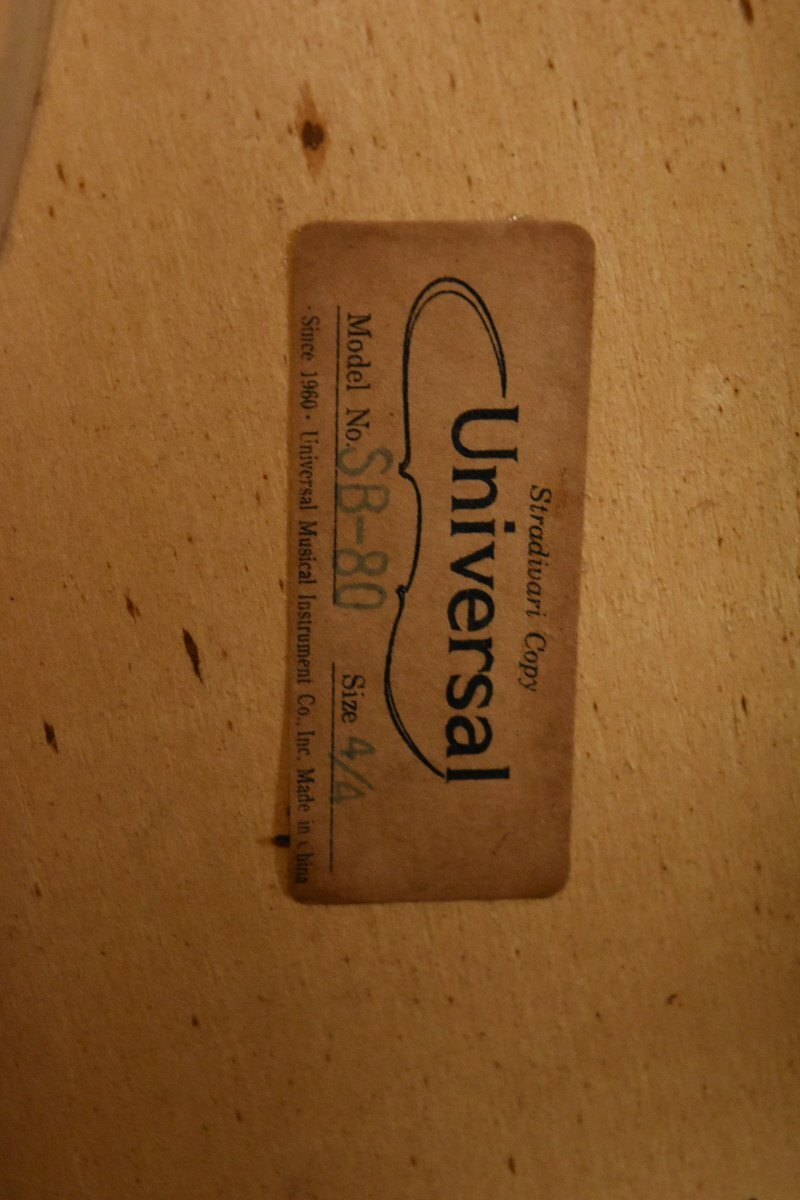 Stradivari Copy
Universal
Model No. SB-80 Size 4/4
· Since 1960 · Universal Musical Instrument Co., Inc. Made in China